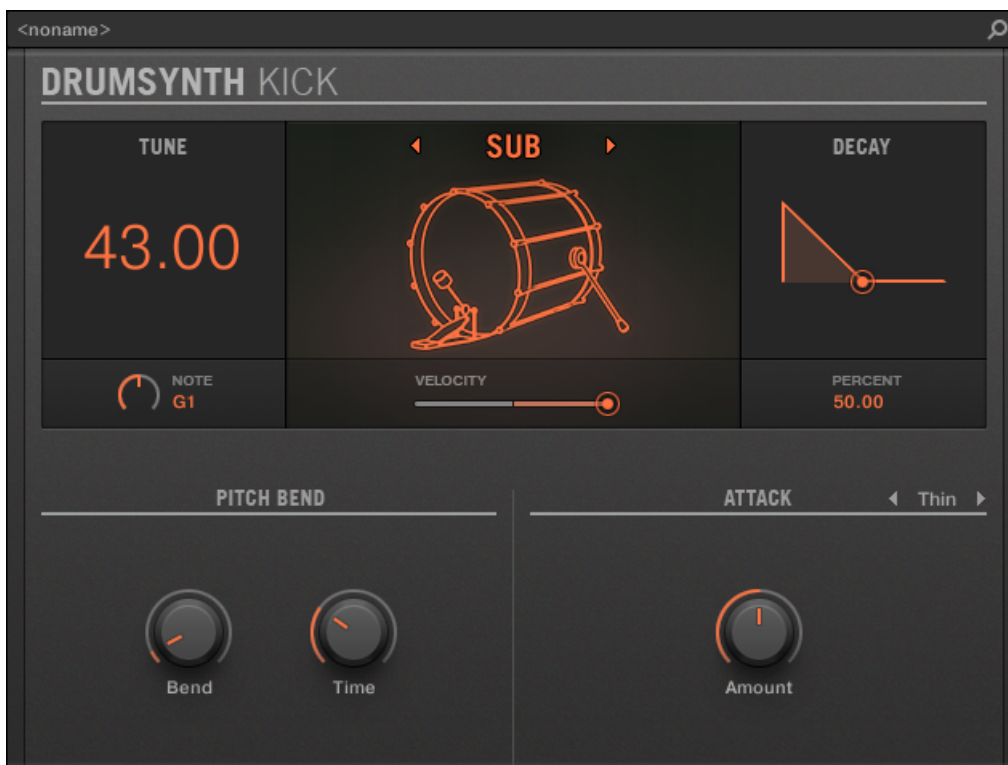 <noname>
DRUMSYNTH KICK
TUNE
SUB
DECAY
43.00
NOTE
G1
VELOCITY
PERCENT
50.00
PITCH BEND
ATTACK
Thin
Bend
Time
Amount